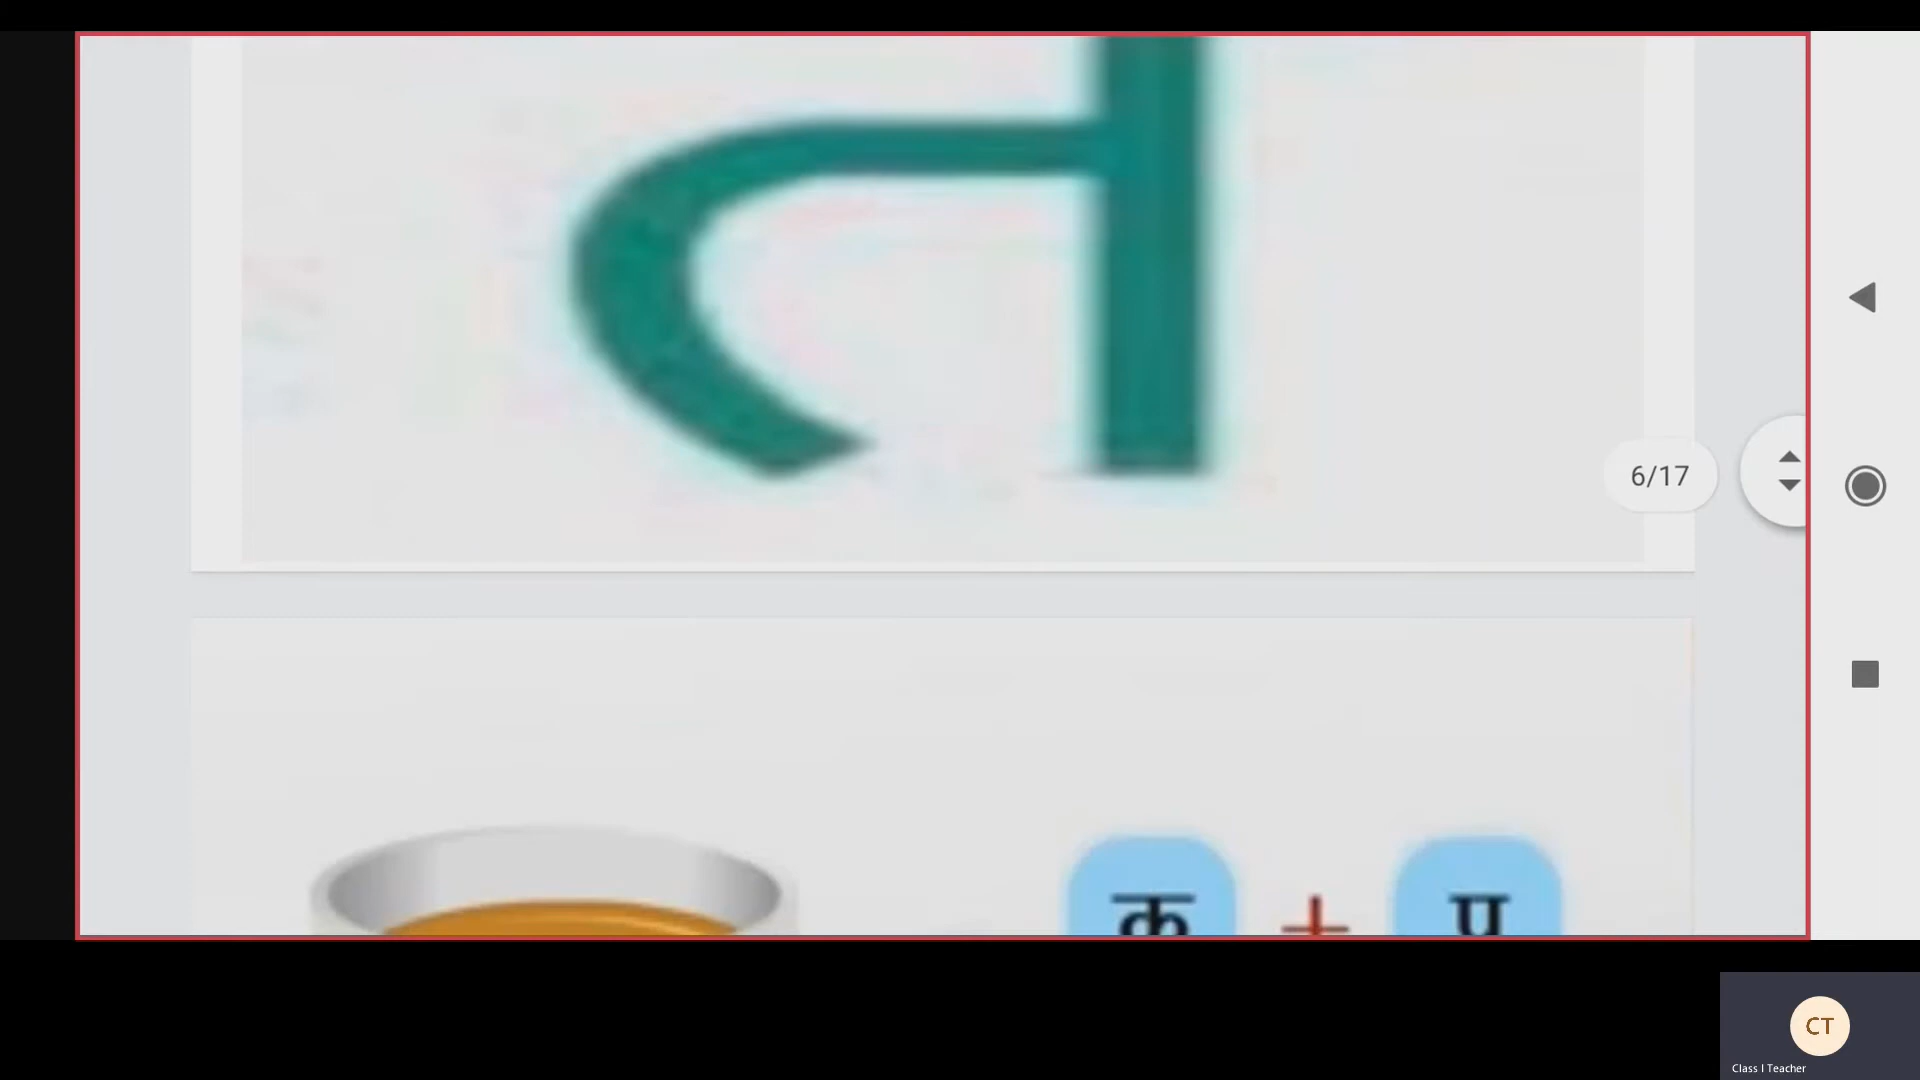 त
6/17
क + प
CT
Class I Teacher